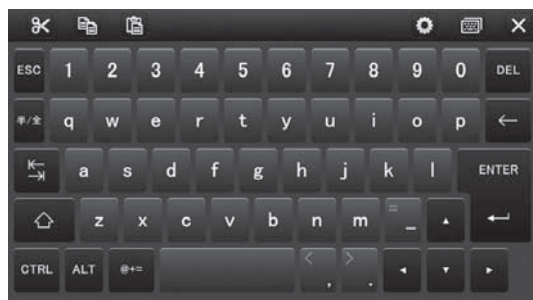 ESC 1 2 3 4 5 6 7 8 9 0 DEL
半/全 q w e r t y u i o p ←
a s d f g h j k l ENTER
z x c v b n m = _ ▲
CTRL ALT @+= < , > . ◄ ▼ ►